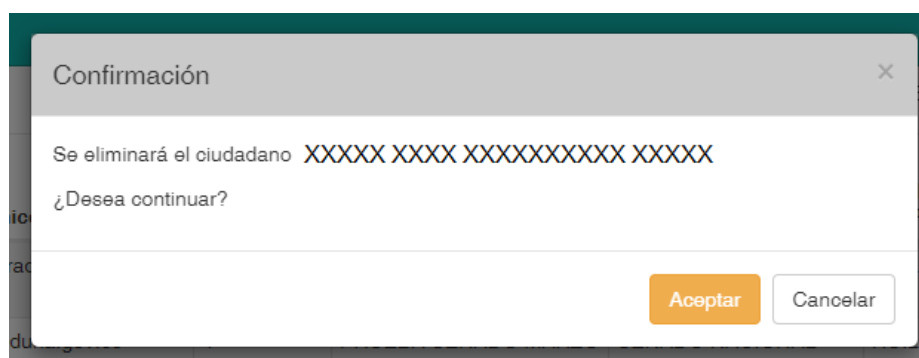 Confirmación ×
Se eliminará el ciudadano XXXXX XXXX XXXXXXXXXX XXXXX
¿Desea continuar?
Aceptar Cancelar